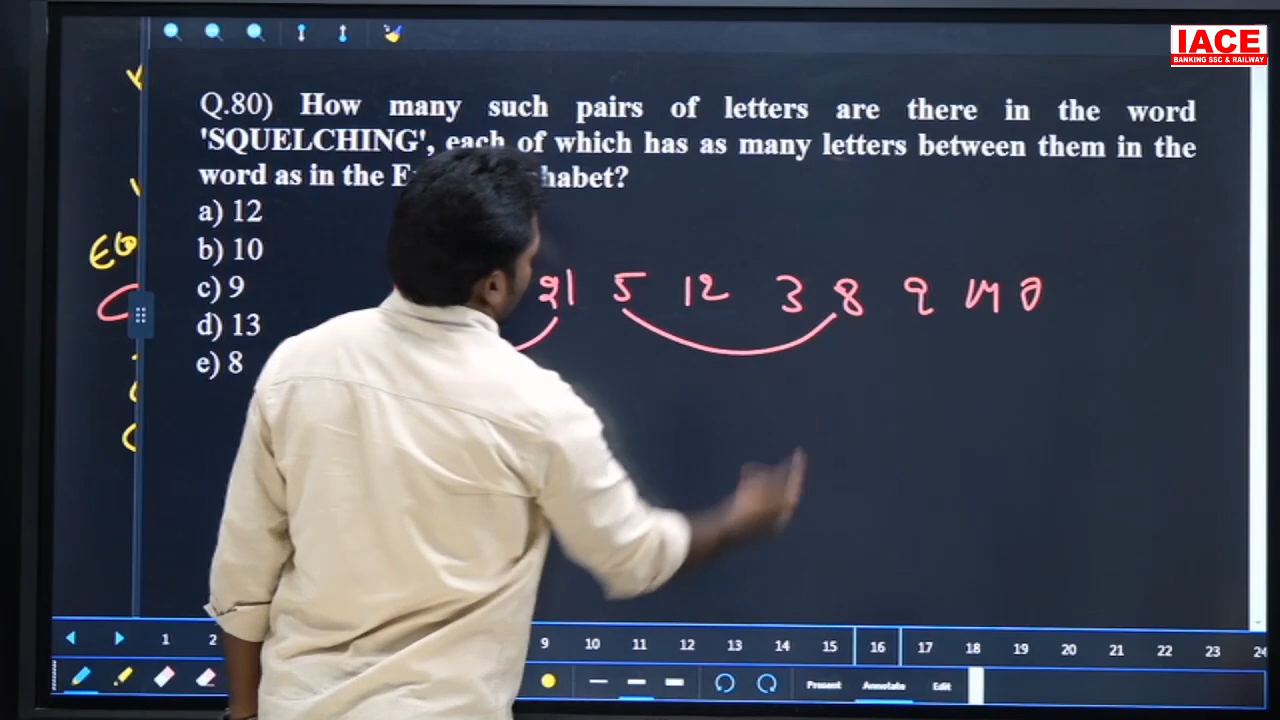 IACE
BANKING SSC & RAILWAY
Q.80) How many such pairs of letters are there in the word
'SQUELCHING', each of which has as many letters between them in the
word as in the E habet?
a) 12
b) 10
c) 9
d) 13
e) 8
21 5 12 3 8 9
1 2 9 10 11 12 13 14 15 16 17 18 19 20 21 22 23 24
Present Annotate Edit